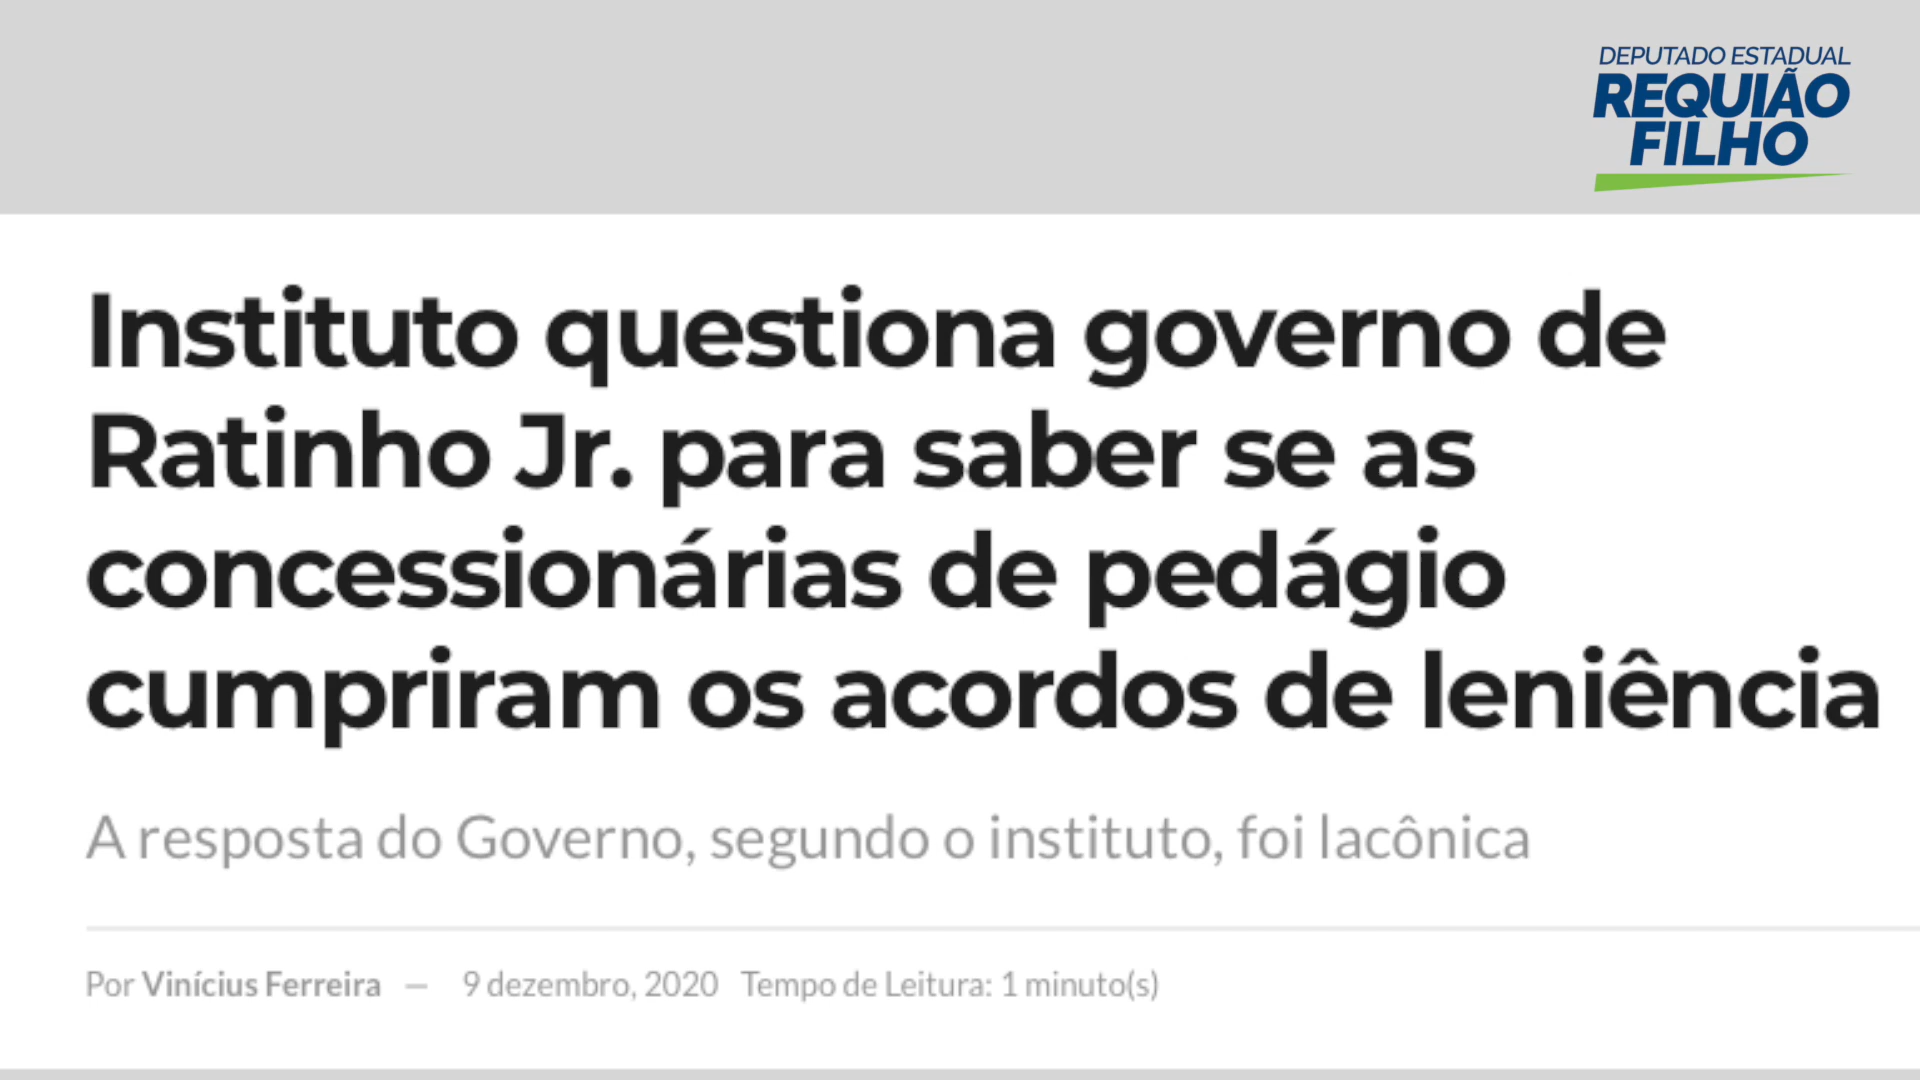 DEPUTADO ESTADUAL
REQUIÃO
FILHO
Instituto questiona governo de
Ratinho Jr. para saber se as
concessionárias de pedágio
cumpriram os acordos de leniência
A resposta do Governo, segundo o instituto, foi lacônica
Por Vinícius Ferreira — 9 dezembro, 2020 Tempo de Leitura: 1 minuto(s)